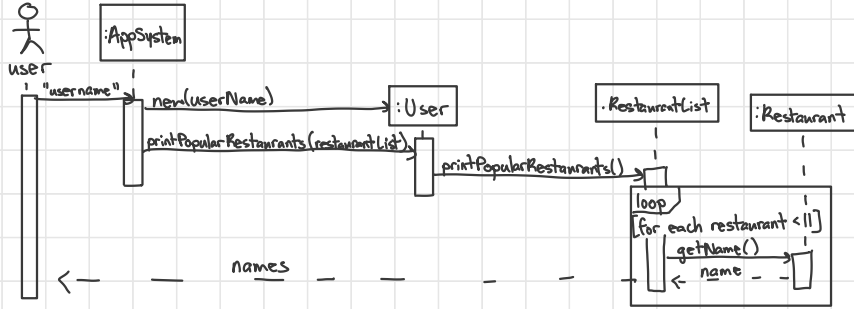 :AppSystem
user
"username"
new(userName)
:User
:RestaurantList
:Restaurant
printPopularRestaurants(restaurantList)
printPopularRestaurants()
loop
[for each restaurant <11]
getName()
name
names